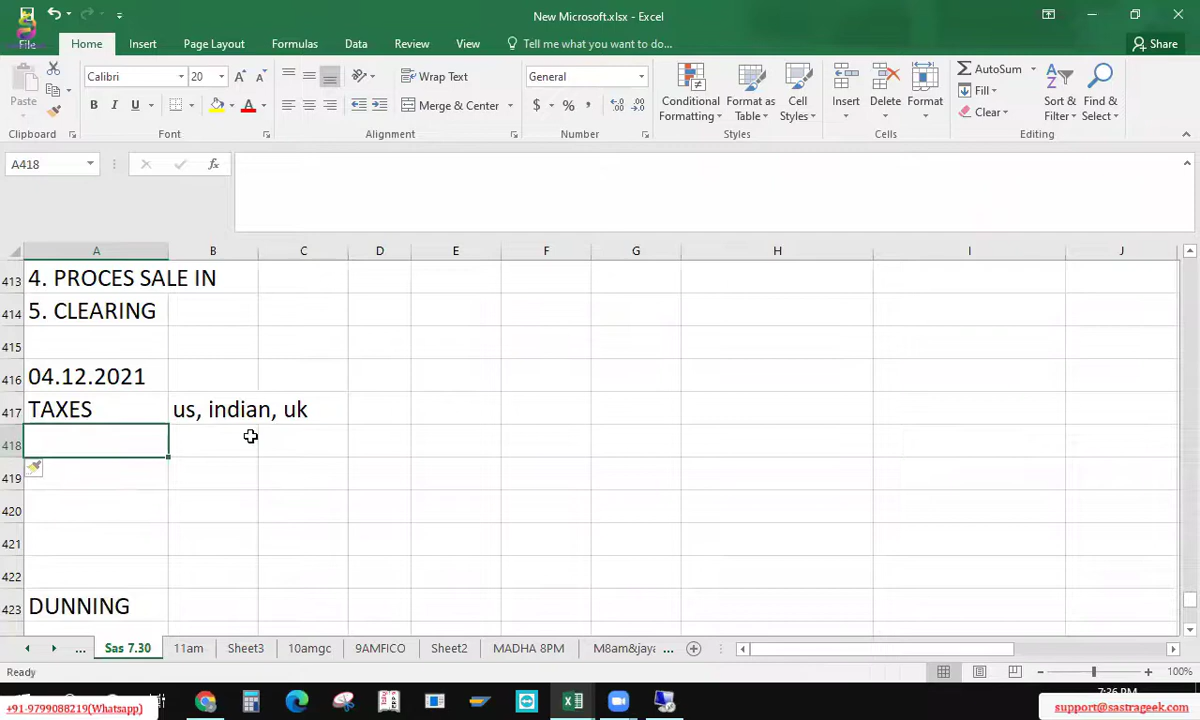 New Microsoft.xlsx - Excel
File
Home
Insert
Page Layout
Formulas
Data
Review
View
Tell me what you want to do...
Share
Paste
Calibri
20
Wrap Text
Merge & Center
General
Conditional Formatting
Format as Table
Cell Styles
Insert
Delete
Format
AutoSum
Fill
Clear
Sort & Filter
Find & Select
Clipboard
Font
Alignment
Number
Styles
Cells
Editing
A418
A B C D E F G H I J
413 4. PROCES SALE IN
414 5. CLEARING
415
416 04.12.2021
417 TAXES us, indian, uk
418
419
420
421
422
423 DUNNING
... Sas 7.30 11am Sheet3 10amgc 9AMFICO Sheet2 MADHA 8PM M8am&jaya ...
Ready
100%
7:36 PM
+91-9799088219(Whatsapp)
support@sastrageek.com